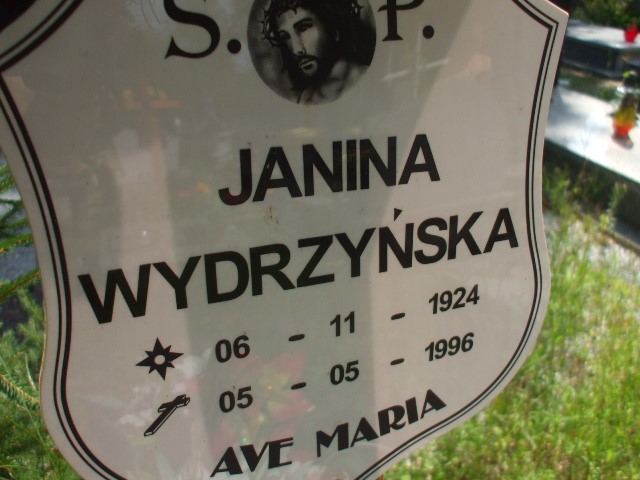 Ś. P.
JANINA
WYDRZYŃSKA
06 - 11 - 1924
05 - 05 - 1996
AVE MARIA